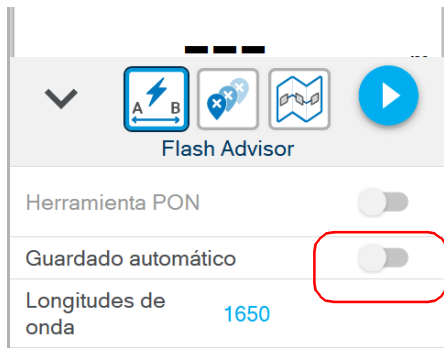 A B
Flash Advisor
Herramienta PON
Guardado automático
Longitudes de
onda
1650